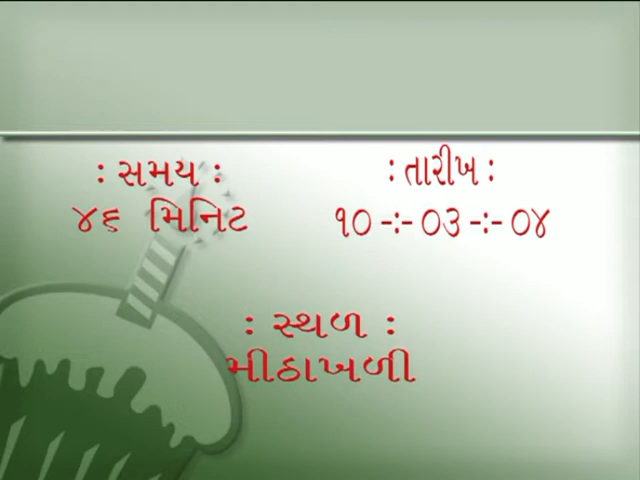 : સમય :
૪૬ મિનિટ
: તારીખ :
૧૦ -:- ૦૩ -:- ૦૪
: સ્થળ :
મીઠાખળી